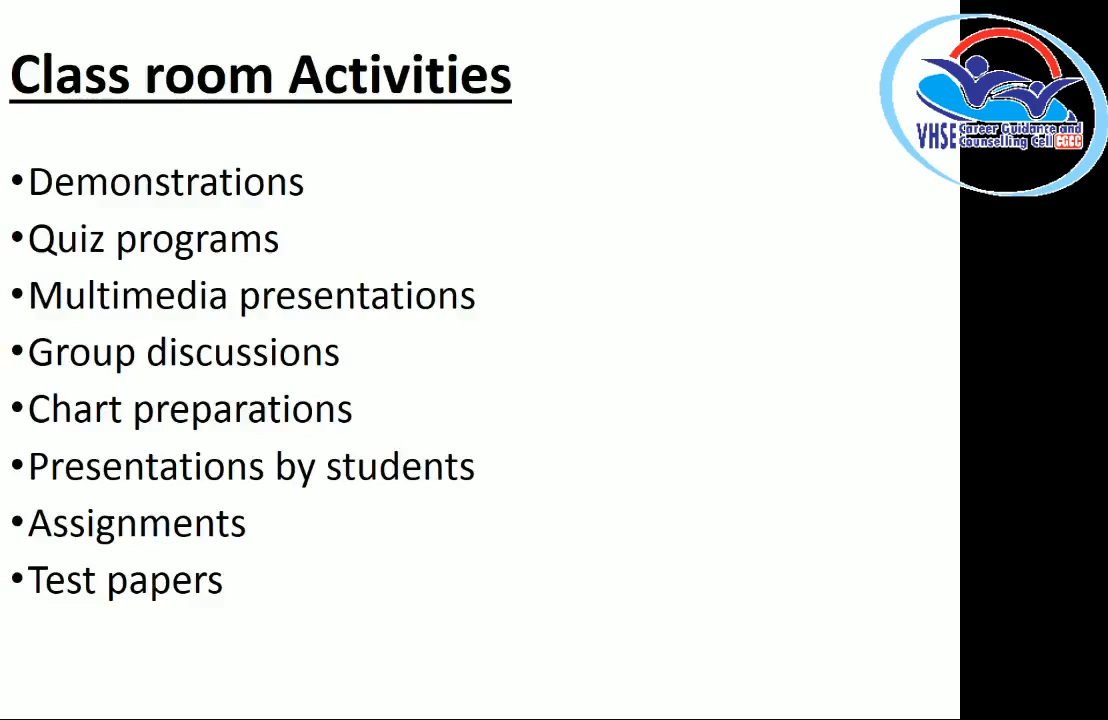 Class room Activities
VHSE Career Guidance and
Counselling Cell CGCC
•Demonstrations
•Quiz programs
•Multimedia presentations
•Group discussions
•Chart preparations
•Presentations by students
•Assignments
•Test papers